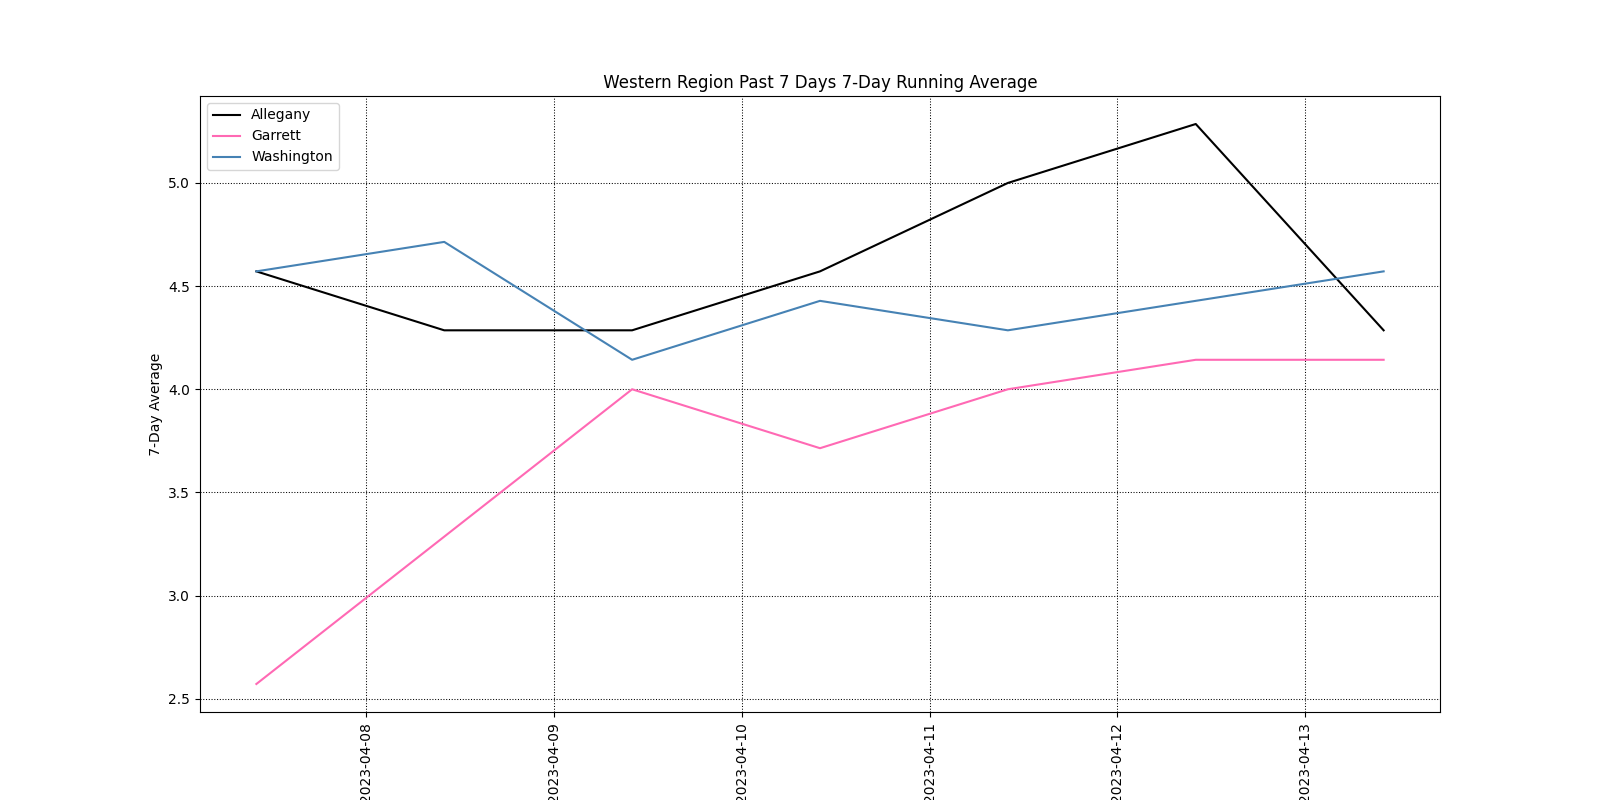 Western Region Past 7 Days 7-Day Running Average
Allegany
Garrett
Washington
7-Day Average
5.0
4.5
4.0
3.5
3.0
2.5
2023-04-08
2023-04-09
2023-04-10
2023-04-11
2023-04-12
2023-04-13